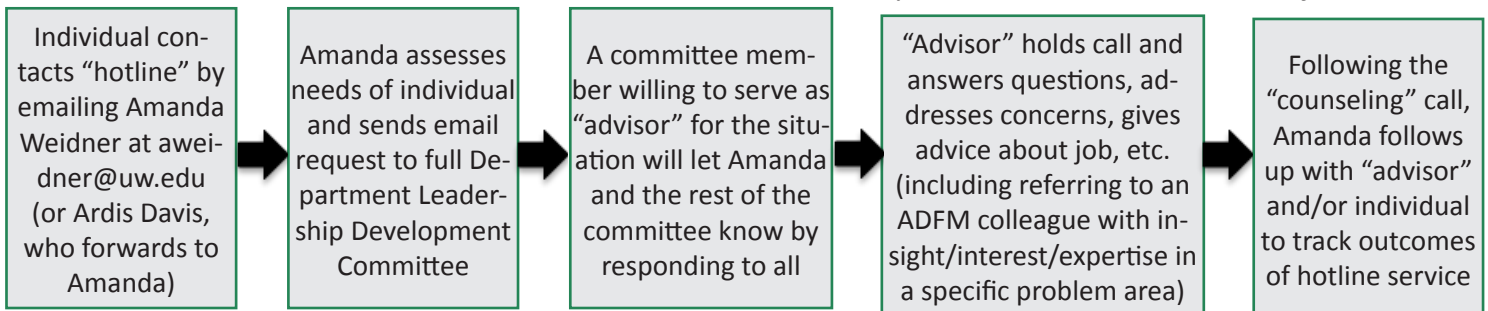 Individual con-
tacts “hotline” by
emailing Amanda
Weidner at awei-
dner@uw.edu
(or Ardis Davis,
who forwards to
Amanda)
Amanda assesses
needs of individual
and sends email
request to full De-
partment Leader-
ship Development
Committee
A committee mem-
ber willing to serve as
“advisor” for the situ-
ation will let Amanda
and the rest of the
committee know by
responding to all
“Advisor” holds call and
answers questions, ad-
dresses concerns, gives
advice about job, etc.
(including referring to an
ADFM colleague with in-
sight/interest/expertise in
a specific problem area)
Following the
“counseling” call,
Amanda follows
up with “advisor”
and/or individual
to track outcomes
of hotline service